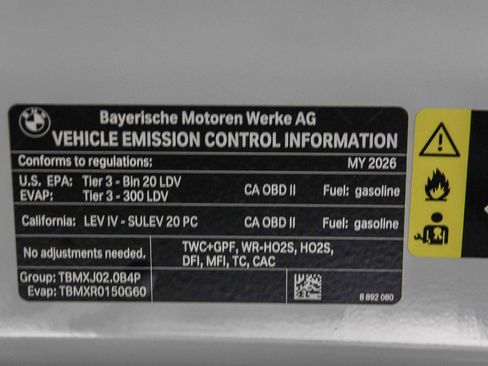 BMW
Bayerische Motoren Werke AG
VEHICLE EMISSION CONTROL INFORMATION
Conforms to regulations: MY 2026
U.S. EPA: Tier 3 - Bin 20 LDV CA OBD II Fuel: gasoline
EVAP: Tier 3 - 300 LDV
California: LEV IV - SULEV 20 PC CA OBD II Fuel: gasoline
No adjustments needed. TWC+GPF, WR-HO2S, HO2S,
DFI, MFI, TC, CAC
Group: TBMXJ02.0B4P
Evap: TBMXR0150G60
8 892 080